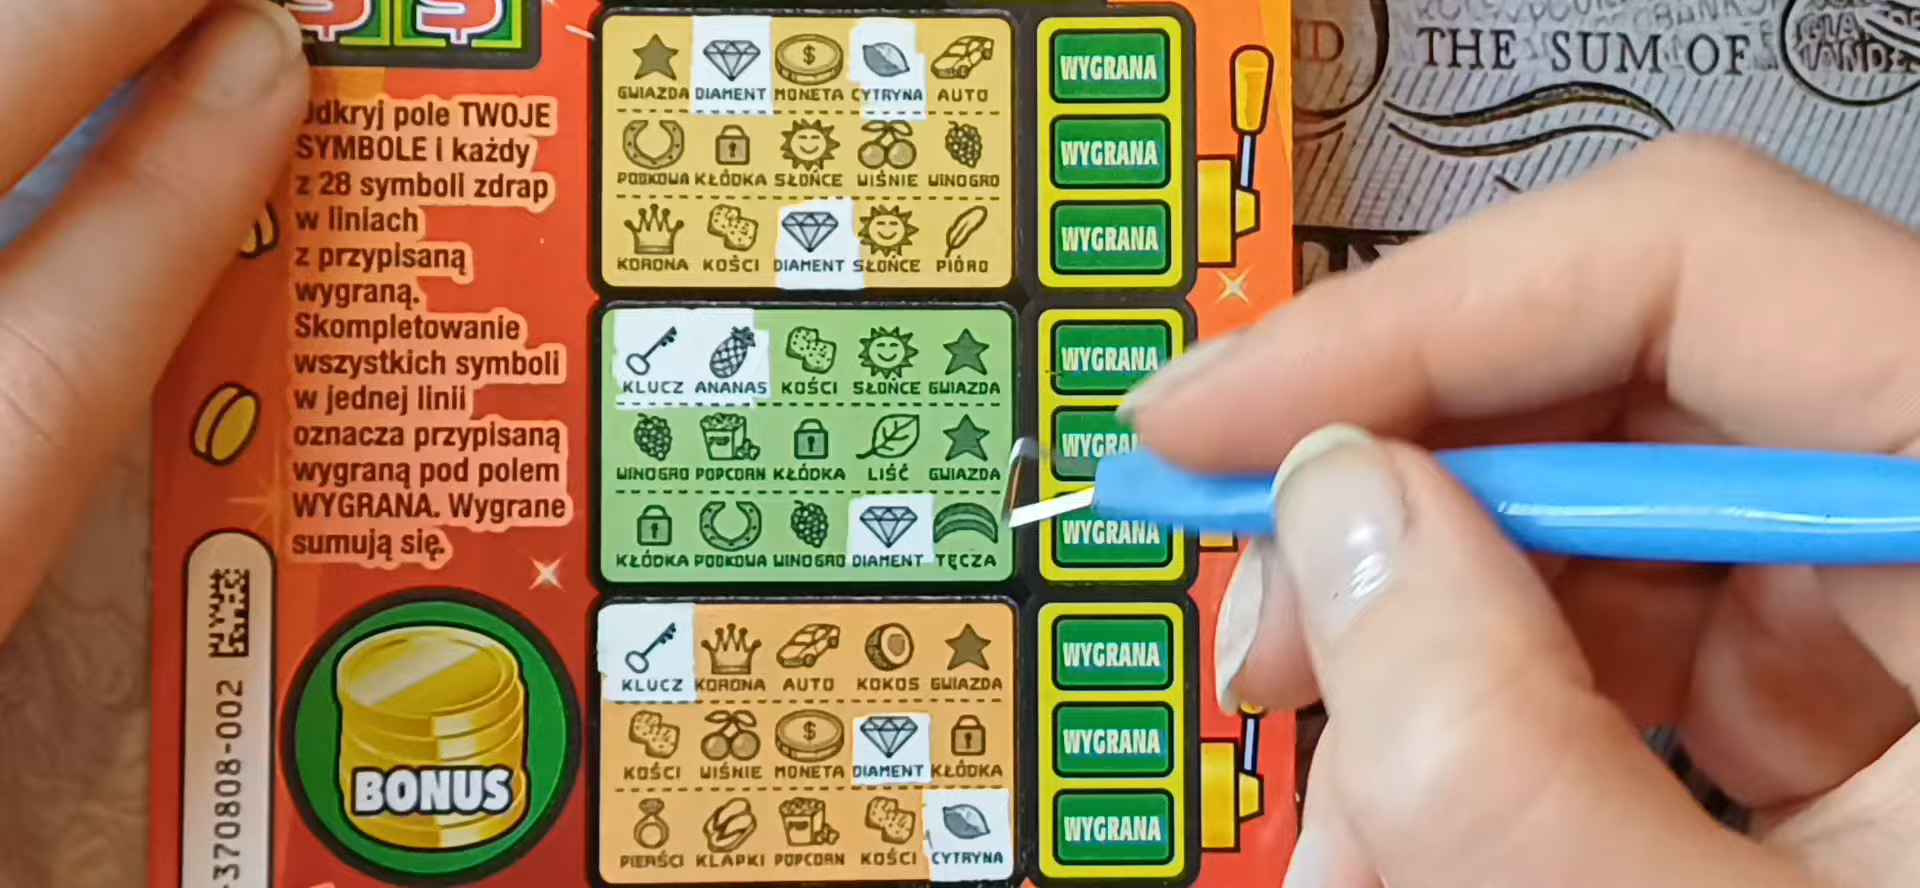 $ $
Odkryj pole TWOJE
SYMBOLE i każdy
z 28 symboli zdrap
w liniach
z przypisaną
wygraną.
Skompletowanie
wszystkich symboli
w jednej linii
oznacza przypisaną
wygraną pod polem
WYGRANA. Wygrane
sumują się.
-370808-002
BONUS
GWIAZDA DIAMENT MONETA CYTRYNA AUTO
PODKOWA KŁÓDKA SŁOŃCE WIŚNIE WINOGRO
KORONA KOŚCI DIAMENT SŁOŃCE PIÓRO
WYGRANA
WYGRANA
WYGRANA
KLUCZ ANANAS KOŚCI SŁOŃCE GWIAZDA
WINOGRO POPCORN KŁÓDKA LIŚĆ GWIAZDA
KŁÓDKA PODKOWA WINOGRO DIAMENT TĘCZA
WYGRANA
WYGRAN
WYGRANA
KLUCZ KORONA AUTO KOKOS GWIAZDA
KOŚCI WIŚNIE MONETA DIAMENT KŁÓDKA
PIERŚCI KLAPKI POPCORN KOŚCI CYTRYNA
WYGRANA
WYGRANA
WYGRANA
THE SUM OF